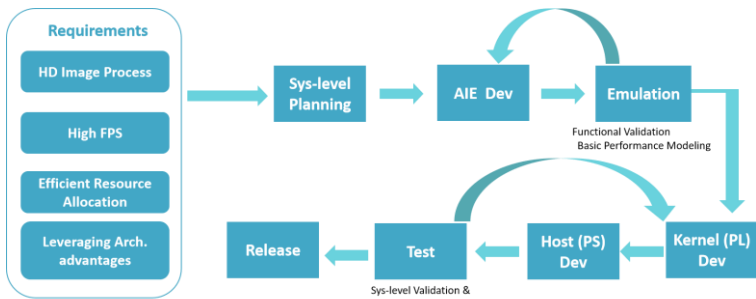 Requirements
HD Image Process
High FPS
Efficient Resource
Allocation
Leveraging Arch.
advantages
Sys-level
Planning
AIE Dev
Emulation
Functional Validation
Basic Performance Modeling
Kernel (PL)
Dev
Host (PS)
Dev
Test
Sys-level Validation &
Release